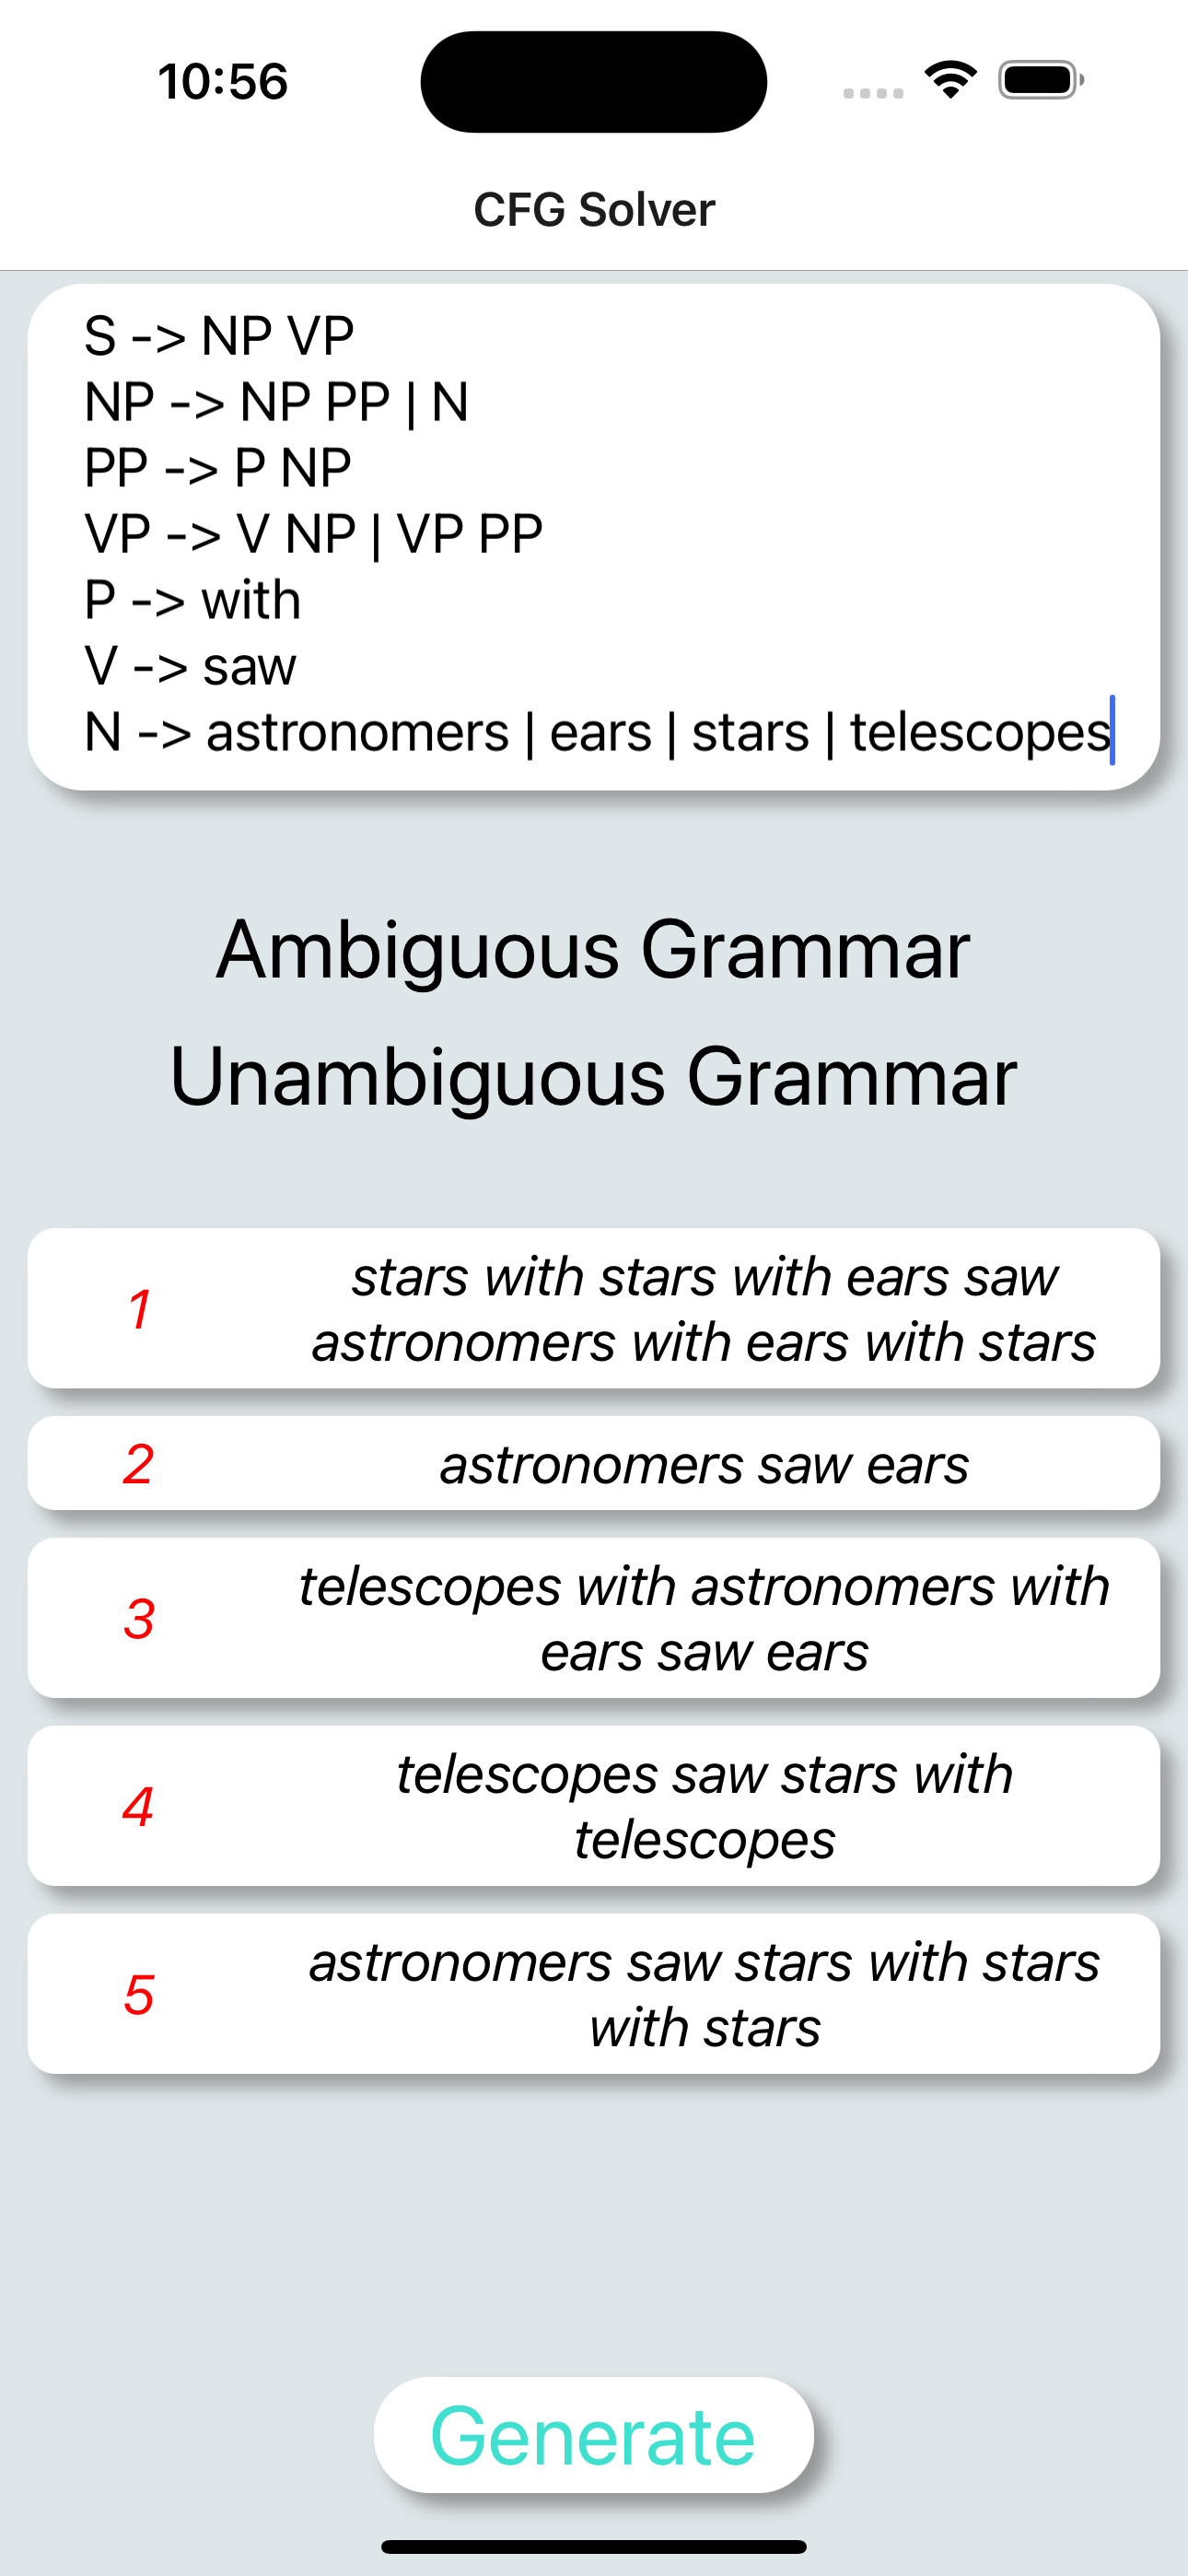 10:56
CFG Solver
S -> NP VP
NP -> NP PP | N
PP -> P NP
VP -> V NP | VP PP
P -> with
V -> saw
N -> astronomers | ears | stars | telescopes
Ambiguous Grammar
Unambiguous Grammar
1
stars with stars with ears saw
astronomers with ears with stars
2
astronomers saw ears
3
telescopes with astronomers with
ears saw ears
4
telescopes saw stars with
telescopes
5
astronomers saw stars with stars
with stars
Generate